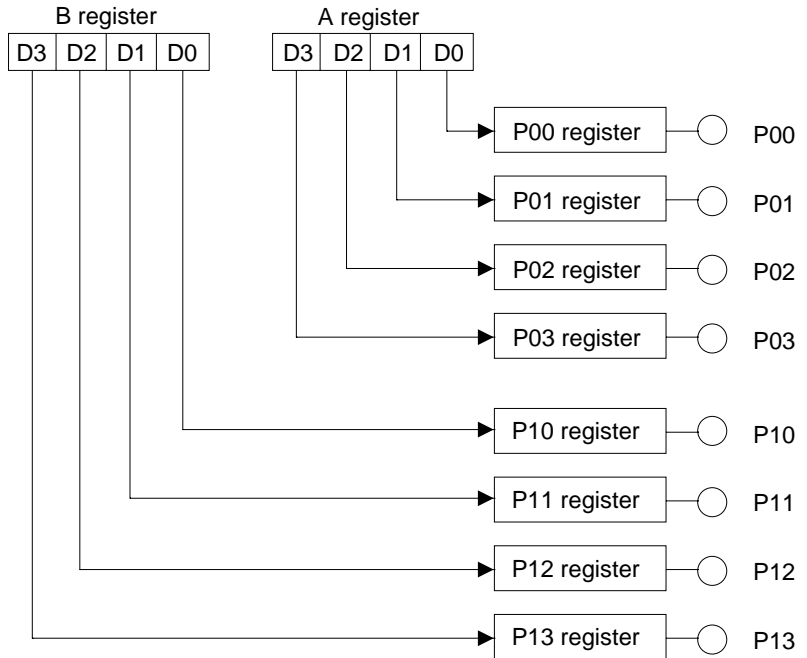 B register A register
D3 D2 D1 D0 D3 D2 D1 D0
P00 register P00
P01 register P01
P02 register P02
P03 register P03
P10 register P10
P11 register P11
P12 register P12
P13 register P13